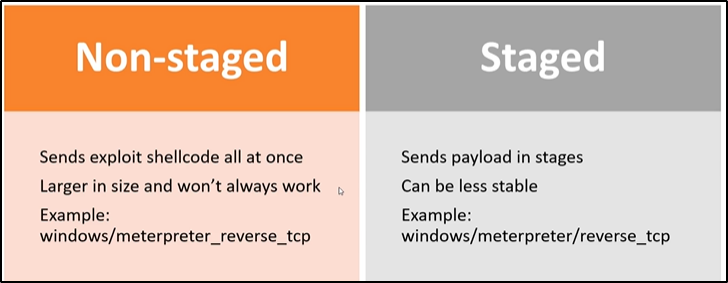 Non-staged
Sends exploit shellcode all at once
Larger in size and won't always work
Example:
windows/meterpreter_reverse_tcp
Staged
Sends payload in stages
Can be less stable
Example:
windows/meterpreter/reverse_tcp